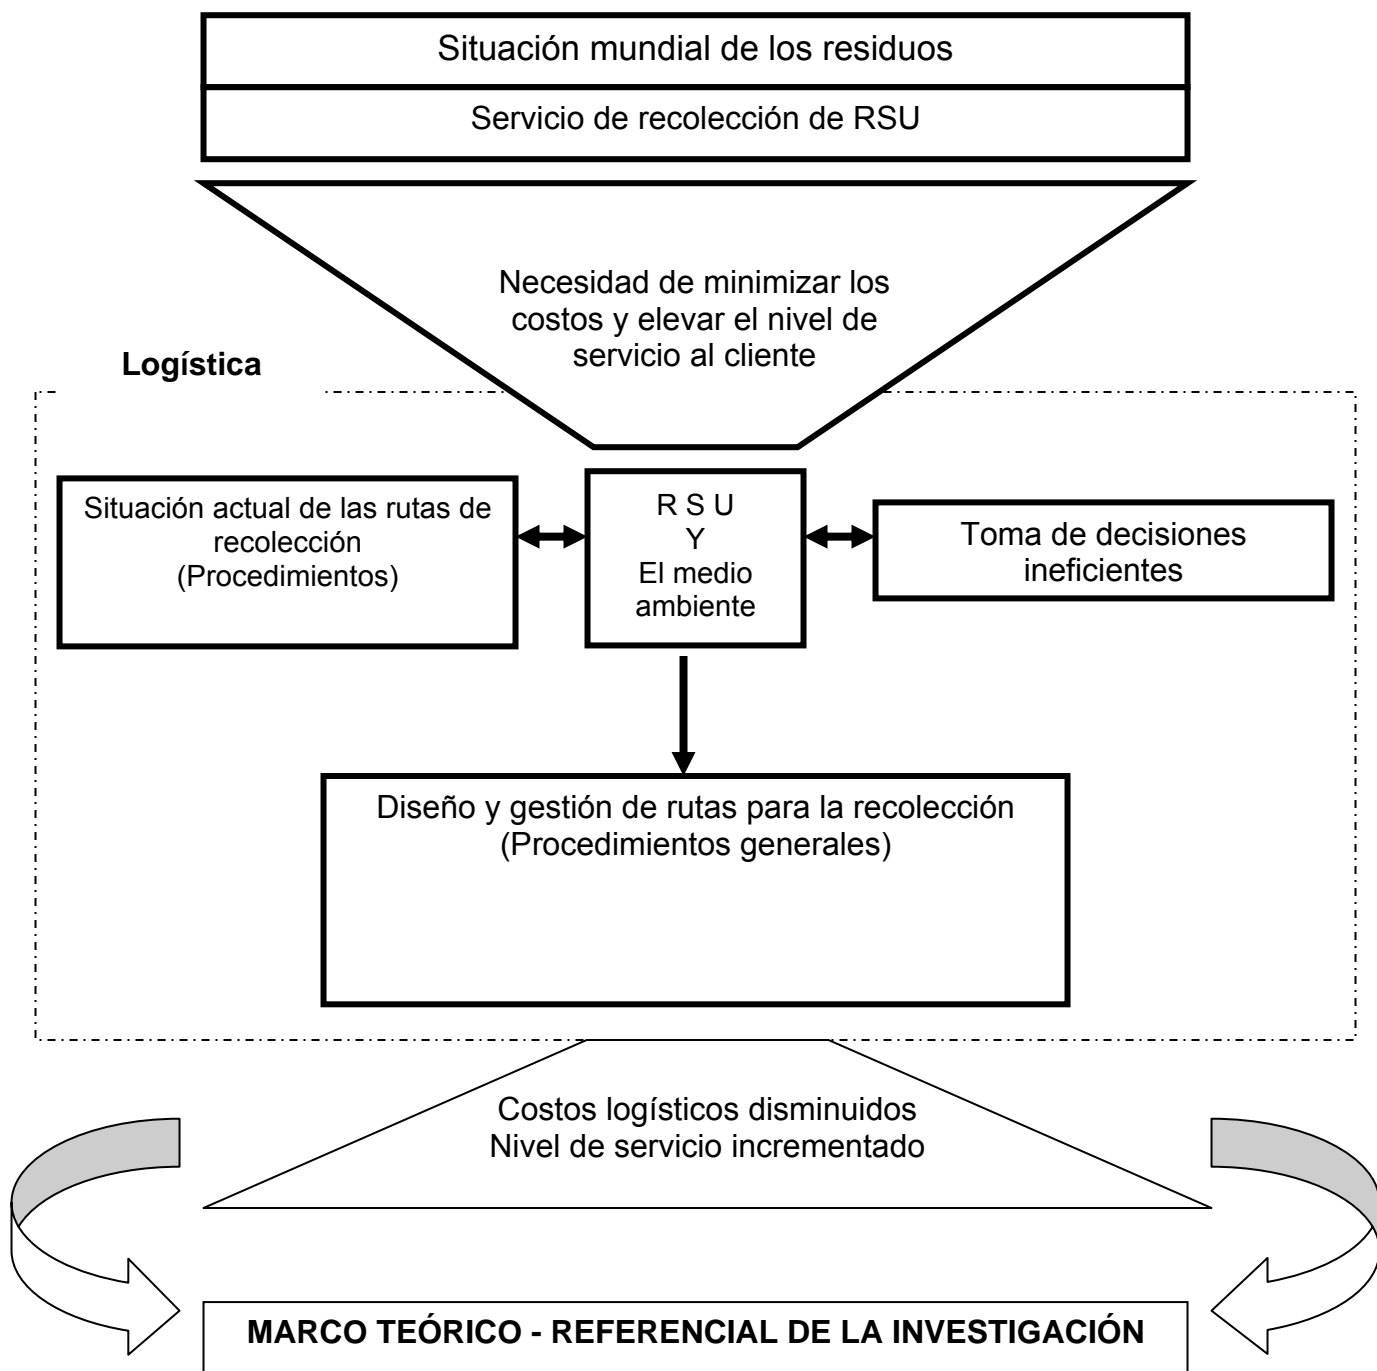 Situación mundial de los residuos
Servicio de recolección de RSU
Necesidad de minimizar los
costos y elevar el nivel de
servicio al cliente
Logística
Situación actual de las rutas de
recolección
(Procedimientos)
R S U
Y
El medio
ambiente
Toma de decisiones
ineficientes
Diseño y gestión de rutas para la recolección
(Procedimientos generales)
Costos logísticos disminuidos
Nivel de servicio incrementado
MARCO TEÓRICO - REFERENCIAL DE LA INVESTIGACIÓN